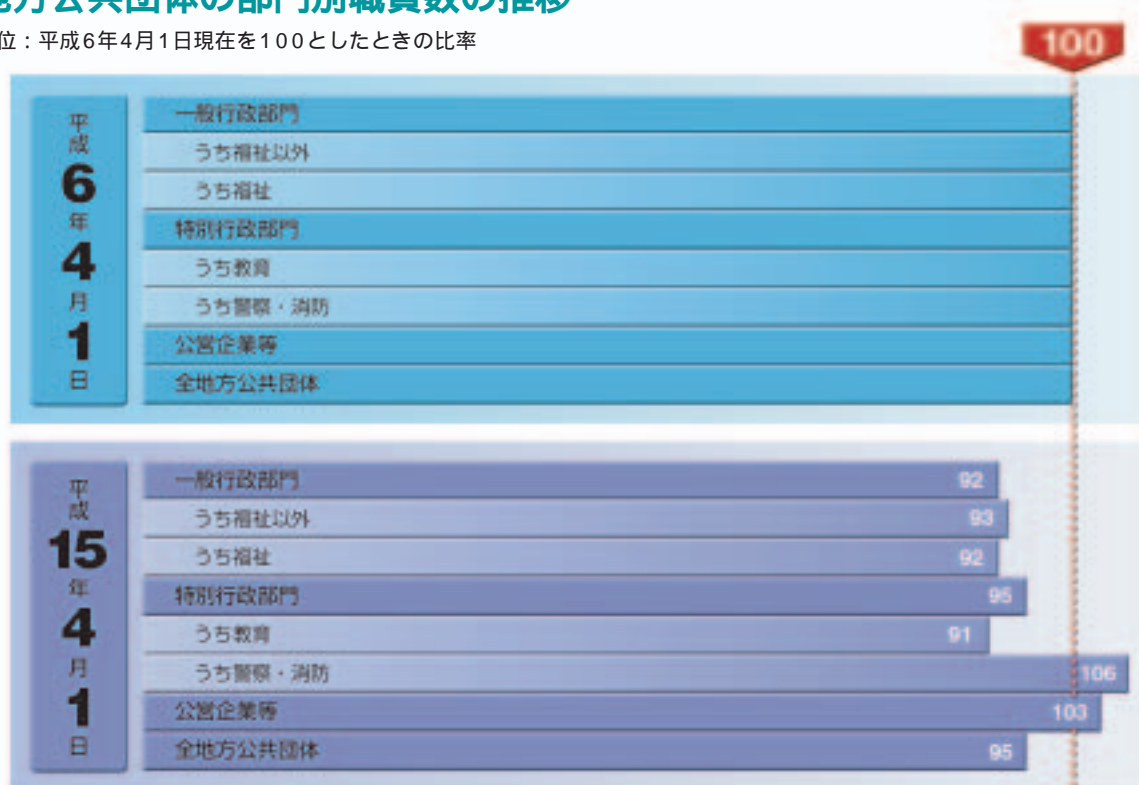 地方公共団体の部門別職員数の推移
位：平成6年4月1日現在を100としたときの比率
100
平成6年4月1日
一般行政部門
うち福祉以外
うち福祉
特別行政部門
うち教育
うち警察・消防
公営企業等
全地方公共団体
平成15年4月1日
一般行政部門 92
うち福祉以外 93
うち福祉 92
特別行政部門 95
うち教育 91
うち警察・消防 106
公営企業等 103
全地方公共団体 95